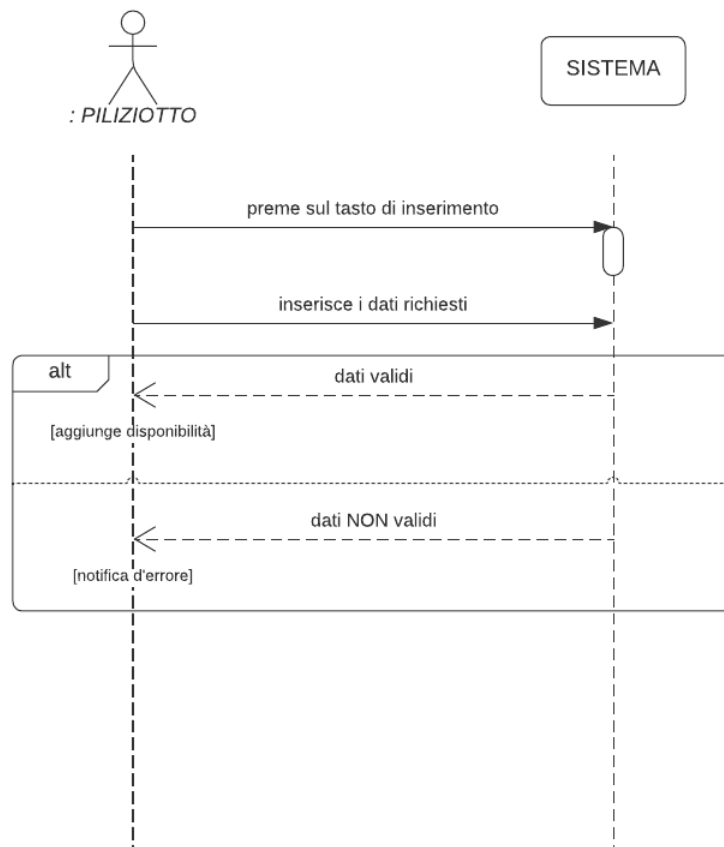 : PILIZIOTTO
SISTEMA
preme sul tasto di inserimento
inserisce i dati richiesti
alt
dati validi
[aggiunge disponibilità]
dati NON validi
[notifica d'errore]